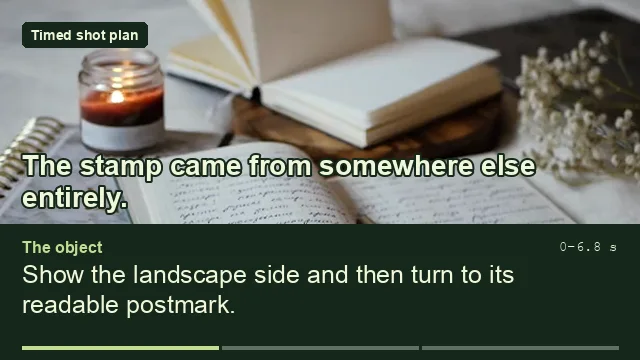 Timed shot plan
The stamp came from somewhere else
entirely.
The object
0–6.8 s
Show the landscape side and then turn to its
readable postmark.